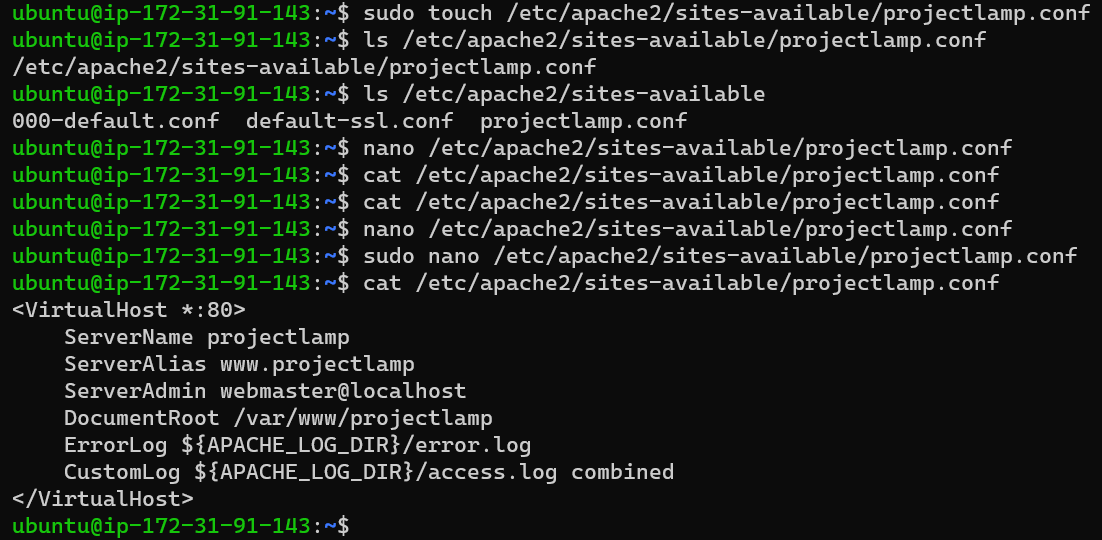 ubuntu@ip-172-31-91-143:~$ sudo touch /etc/apache2/sites-available/projectlamp.conf
ubuntu@ip-172-31-91-143:~$ ls /etc/apache2/sites-available/projectlamp.conf
/etc/apache2/sites-available/projectlamp.conf
ubuntu@ip-172-31-91-143:~$ ls /etc/apache2/sites-available
000-default.conf  default-ssl.conf  projectlamp.conf
ubuntu@ip-172-31-91-143:~$ nano /etc/apache2/sites-available/projectlamp.conf
ubuntu@ip-172-31-91-143:~$ cat /etc/apache2/sites-available/projectlamp.conf
ubuntu@ip-172-31-91-143:~$ cat /etc/apache2/sites-available/projectlamp.conf
ubuntu@ip-172-31-91-143:~$ nano /etc/apache2/sites-available/projectlamp.conf
ubuntu@ip-172-31-91-143:~$ sudo nano /etc/apache2/sites-available/projectlamp.conf
ubuntu@ip-172-31-91-143:~$ cat /etc/apache2/sites-available/projectlamp.conf
<VirtualHost *:80>
    ServerName projectlamp
    ServerAlias www.projectlamp
    ServerAdmin webmaster@localhost
    DocumentRoot /var/www/projectlamp
    ErrorLog ${APACHE_LOG_DIR}/error.log
    CustomLog ${APACHE_LOG_DIR}/access.log combined
</VirtualHost>
ubuntu@ip-172-31-91-143:~$